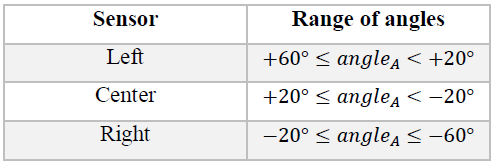 Sensor Range of angles
Left +60° ≤ angle_A < +20°
Center +20° ≤ angle_A < −20°
Right −20° ≤ angle_A ≤ −60°